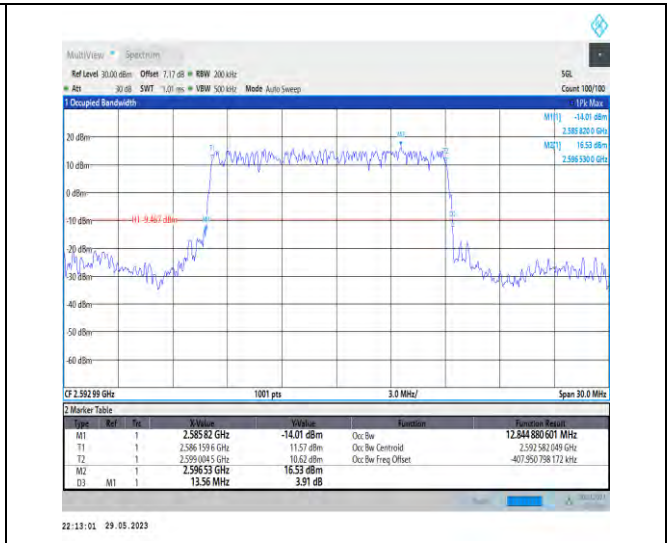 MultiView Spectrum
Ref Level 30.00 dBm Offset 7.17 dB RBW 200 kHz SGL
Att 30 dB SWT 1.01 ms VBW 500 kHz Mode Auto Sweep Count 100/100
1 Occupied Bandwidth 1Pk Max
M1[1] -14.01 dBm
2.585 820 0 GHz
M2[1] 16.53 dBm
2.596 530 0 GHz
20 dBm
M2
T1
10 dBm
0 dBm
-10 dBm H1 -9.467 dBm
-20 dBm
-30 dBm
-40 dBm
-50 dBm
-60 dBm
CF 2.592 99 GHz 1001 pts 3.0 MHz/ Span 30.0 MHz
2 Marker Table
Type Ref Trc X-Value Y-Value Function Function Result
M1 1 2.585 82 GHz -14.01 dBm Occ Bw 12.844 880 601 MHz
T1 1 2.586 159 6 GHz 11.57 dBm Occ Bw Centroid 2.592 582 049 GHz
T2 1 2.599 004 5 GHz 10.62 dBm Occ Bw Freq Offset -407.950 798 172 kHz
M2 1 2.596 53 GHz 16.53 dBm
D3 M1 1 13.56 MHz 3.91 dB
22:13:01 29.05.2023